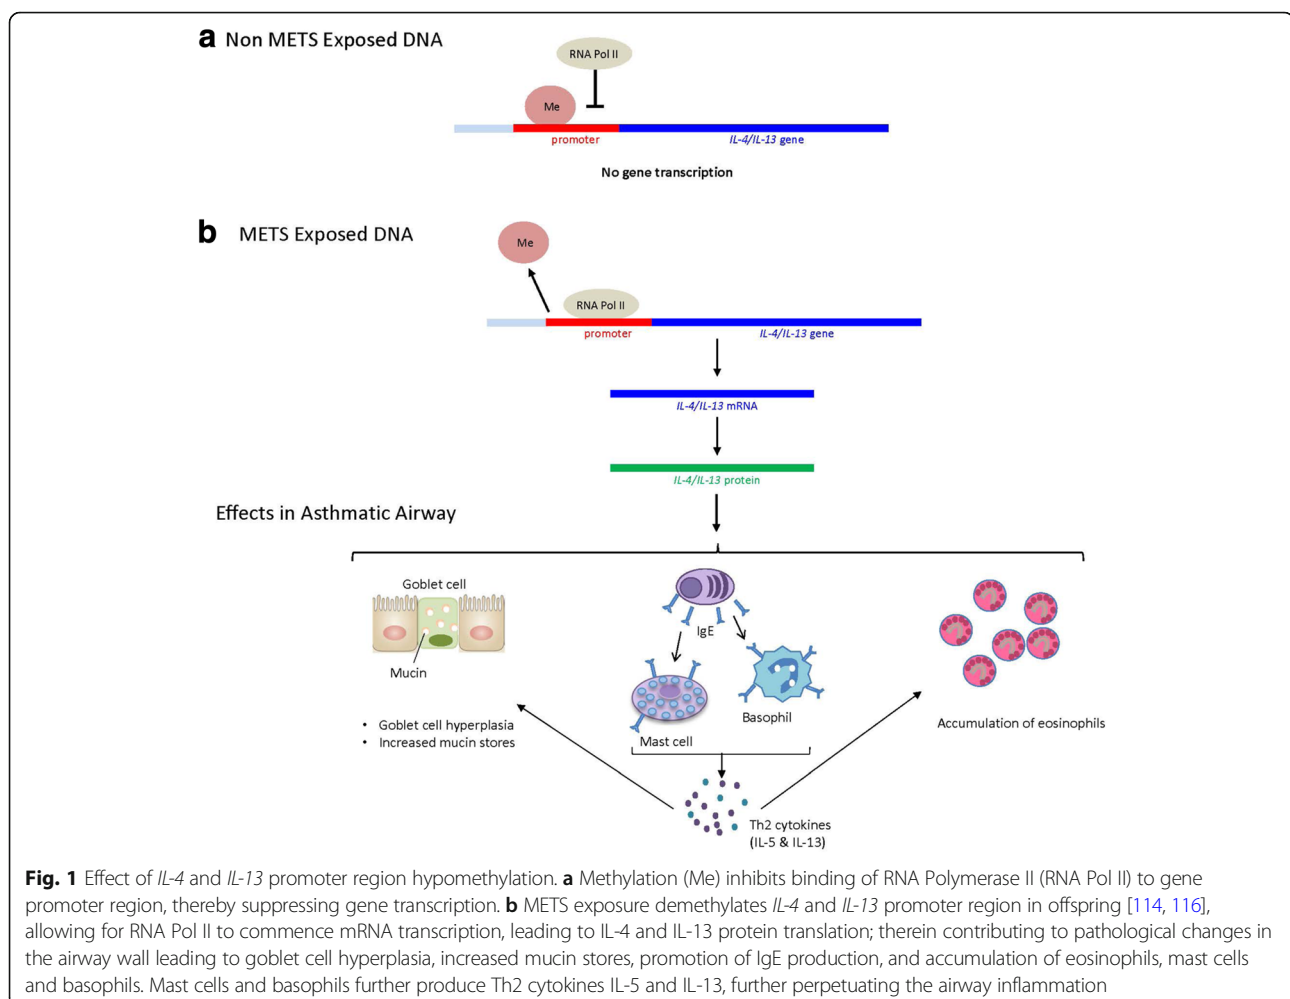 a Non METS Exposed DNA
RNA Pol II
Me
promoter
IL-4/IL-13 gene
No gene transcription
b METS Exposed DNA
Me
RNA Pol II
promoter
IL-4/IL-13 gene
IL-4/IL-13 mRNA
IL-4/IL-13 protein
Effects in Asthmatic Airway
Goblet cell
Mucin
• Goblet cell hyperplasia
• Increased mucin stores
IgE
Basophil
Mast cell
Accumulation of eosinophils
Th2 cytokines
(IL-5 & IL-13)
Fig. 1 Effect of IL-4 and IL-13 promoter region hypomethylation. a Methylation (Me) inhibits binding of RNA Polymerase II (RNA Pol II) to gene
promoter region, thereby suppressing gene transcription. b METS exposure demethylates IL-4 and IL-13 promoter region in offspring [114, 116],
allowing for RNA Pol II to commence mRNA transcription, leading to IL-4 and IL-13 protein translation; therein contributing to pathological changes in
the airway wall leading to goblet cell hyperplasia, increased mucin stores, promotion of IgE production, and accumulation of eosinophils, mast cells
and basophils. Mast cells and basophils further produce Th2 cytokines IL-5 and IL-13, further perpetuating the airway inflammation